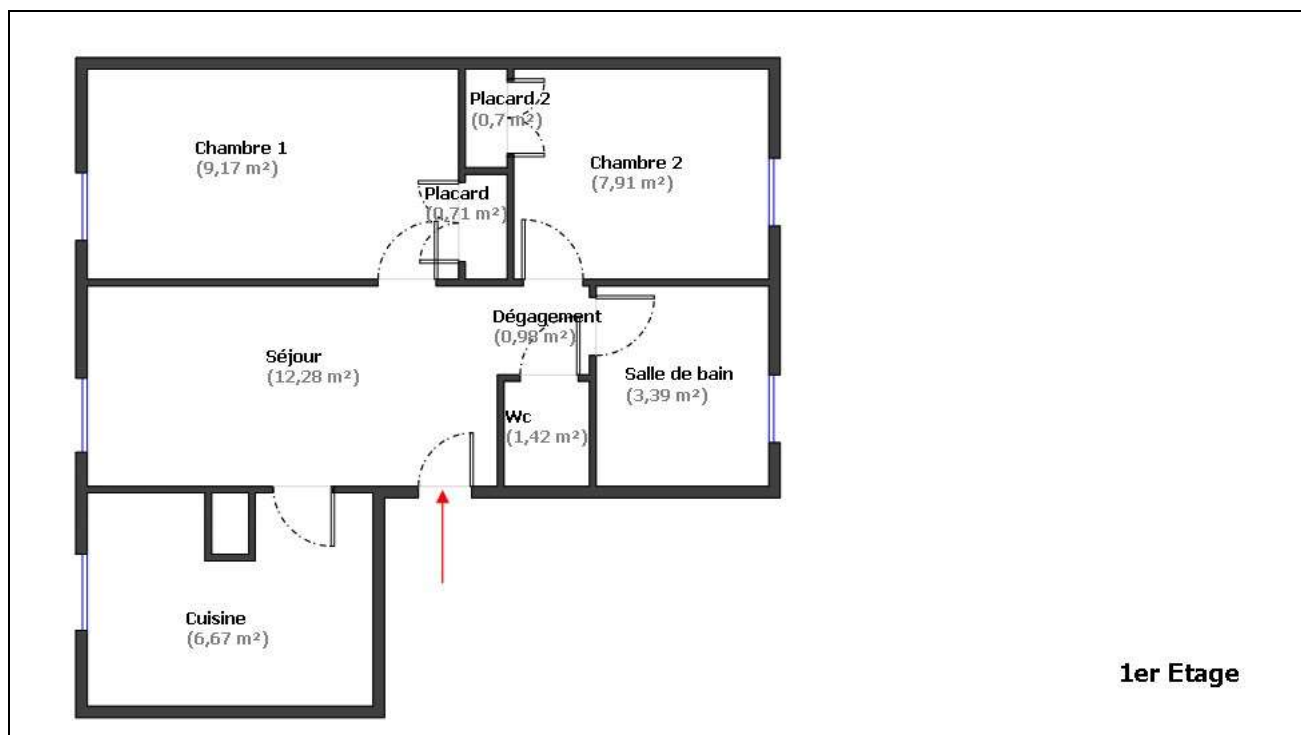 Placard 2
(0,7 m²)
Chambre 1
(9,17 m²)
Chambre 2
(7,91 m²)
Placard
(0,71 m²)
Dégagement
(0,98 m²)
Séjour
(12,28 m²)
Salle de bain
(3,39 m²)
Wc
(1,42 m²)
Cuisine
(6,67 m²)
1er Etage